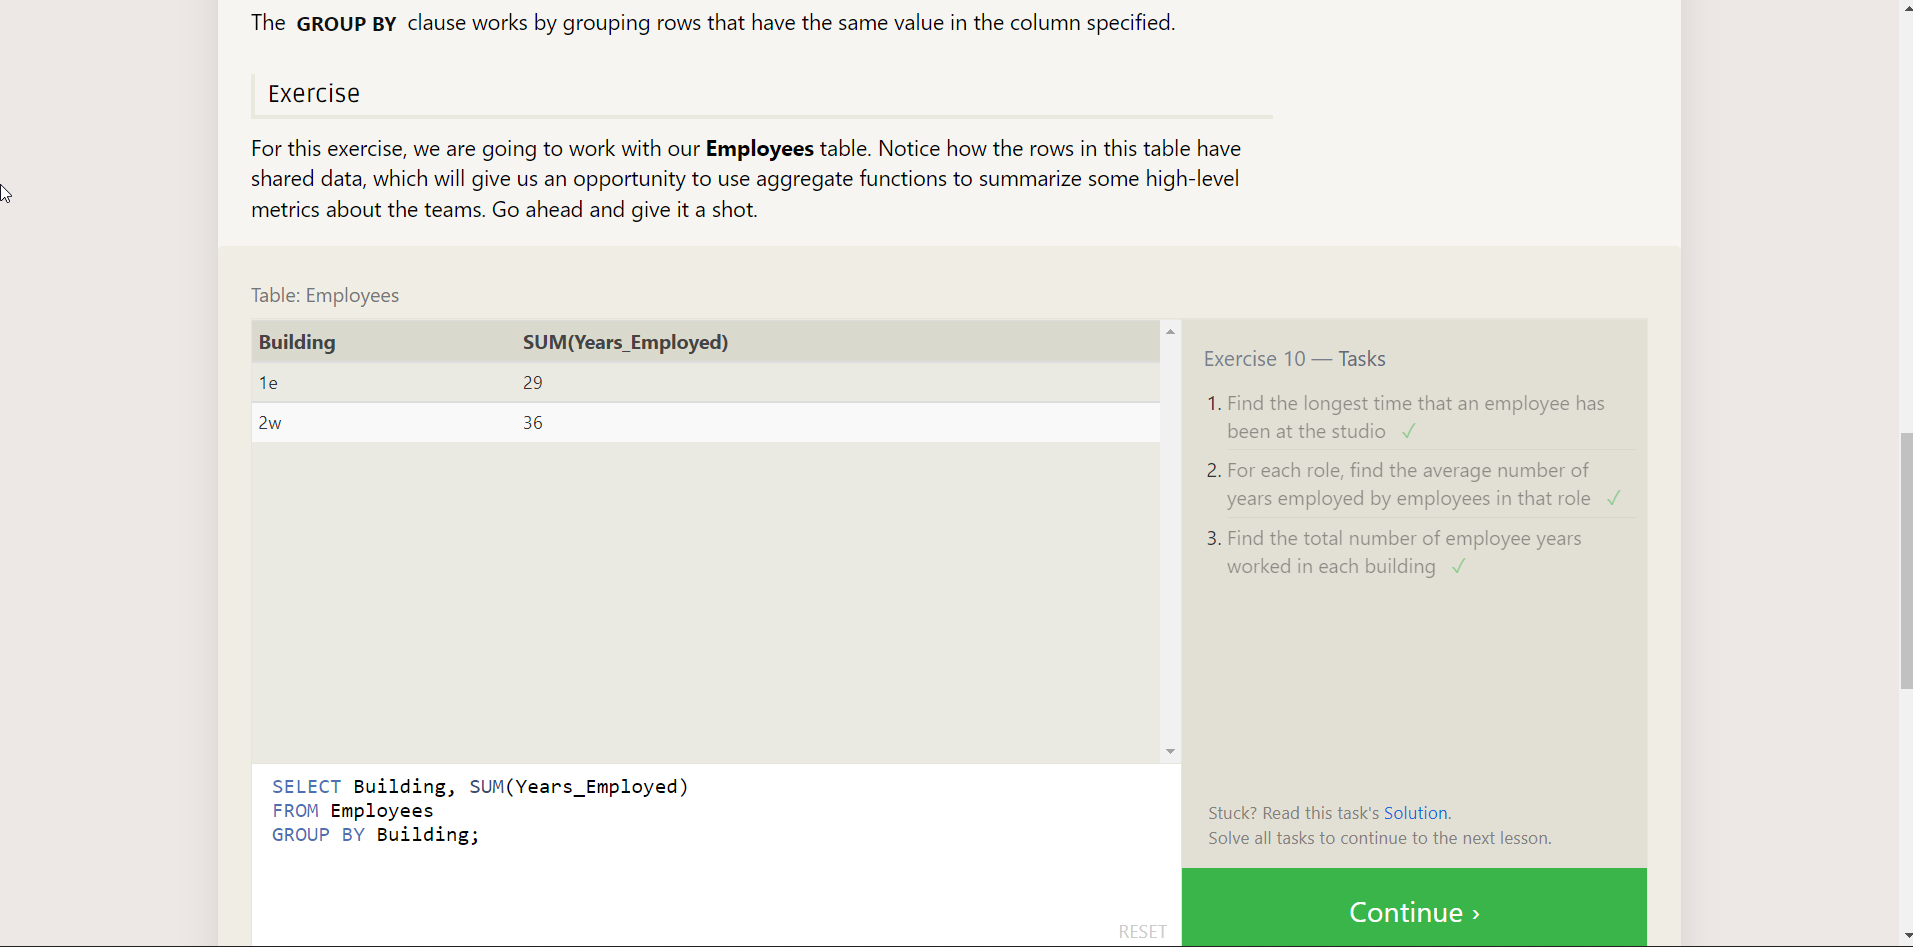 The GROUP BY clause works by grouping rows that have the same value in the column specified.
Exercise
For this exercise, we are going to work with our Employees table. Notice how the rows in this table have
shared data, which will give us an opportunity to use aggregate functions to summarize some high-level
metrics about the teams. Go ahead and give it a shot.
Table: Employees
Building SUM(Years_Employed)
1e 29
2w 36
SELECT Building, SUM(Years_Employed)
FROM Employees
GROUP BY Building;
RESET
Exercise 10 — Tasks
1. Find the longest time that an employee has
been at the studio ✓
2. For each role, find the average number of
years employed by employees in that role ✓
3. Find the total number of employee years
worked in each building ✓
Stuck? Read this task's Solution.
Solve all tasks to continue to the next lesson.
Continue ›